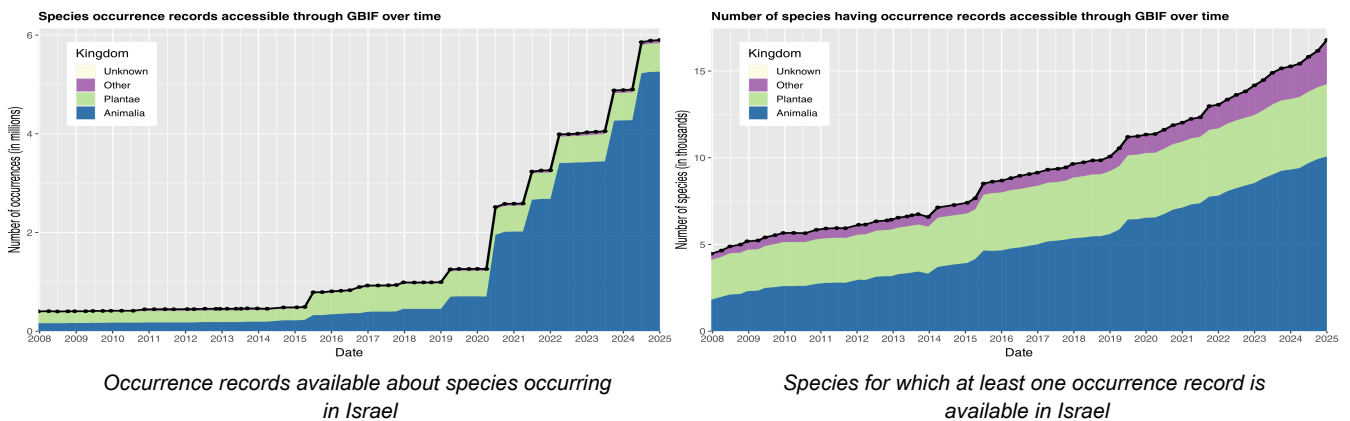 Species occurrence records accessible through GBIF over time
Number of occurrences (in millions)
6
4
2
0
Kingdom
Unknown
Other
Plantae
Animalia
2008 2009 2010 2011 2012 2013 2014 2015 2016 2017 2018 2019 2020 2021 2022 2023 2024 2025
Date
Occurrence records available about species occurring
in Israel
Number of species having occurrence records accessible through GBIF over time
Number of species (in thousands)
15
10
5
0
Kingdom
Unknown
Other
Plantae
Animalia
2008 2009 2010 2011 2012 2013 2014 2015 2016 2017 2018 2019 2020 2021 2022 2023 2024 2025
Date
Species for which at least one occurrence record is
available in Israel